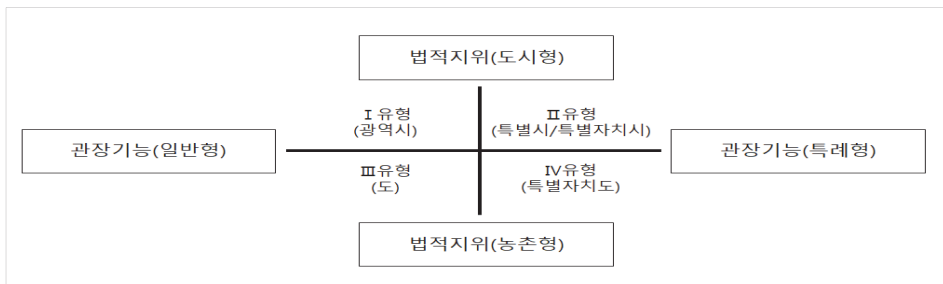 법적지위(도시형)
Ⅰ유형
(광역시)
Ⅱ유형
(특별시/특별자치시)
관장기능(일반형)
관장기능(특례형)
Ⅲ유형
(도)
Ⅳ유형
(특별자치도)
법적지위(농촌형)